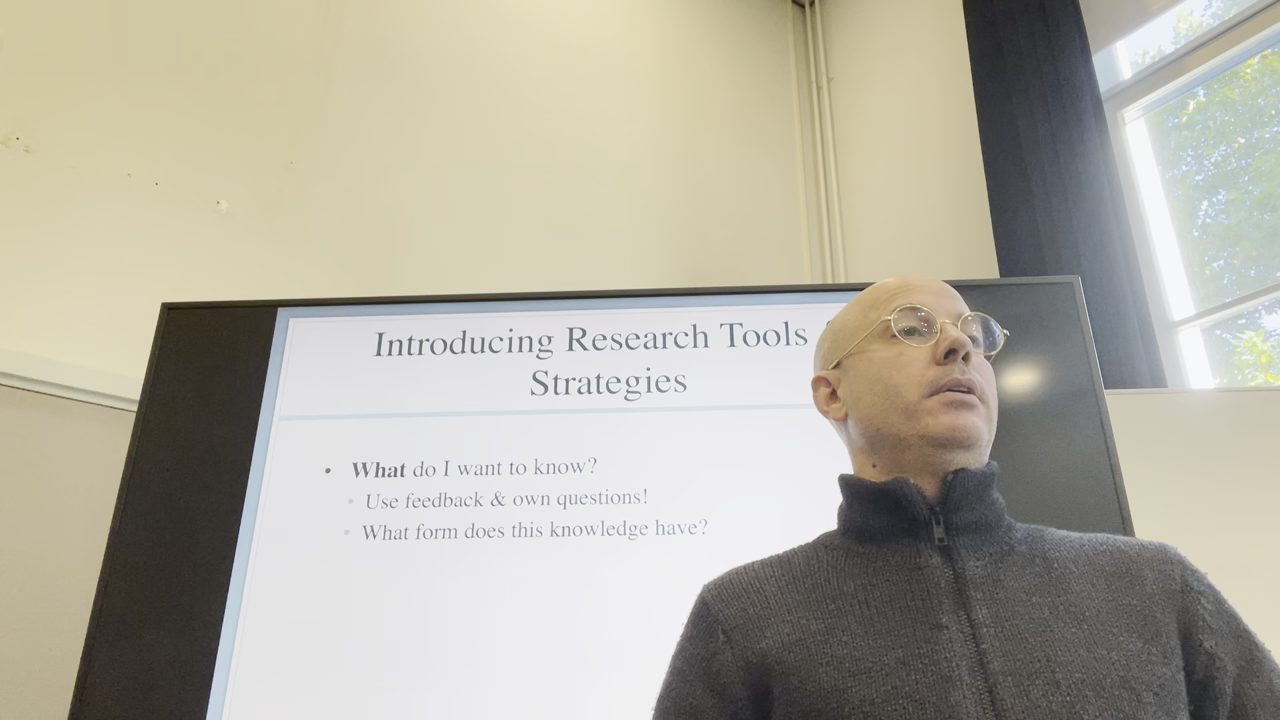 Introducing Research Tools
Strategies
• What do I want to know?
• Use feedback & own questions!
• What form does this knowledge have?